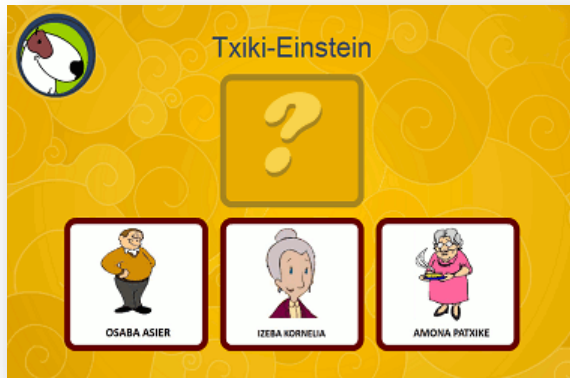 Txiki-Einstein
?
OSABA ASIER
IZEBA KORNELIA
AMONA PATXIKE